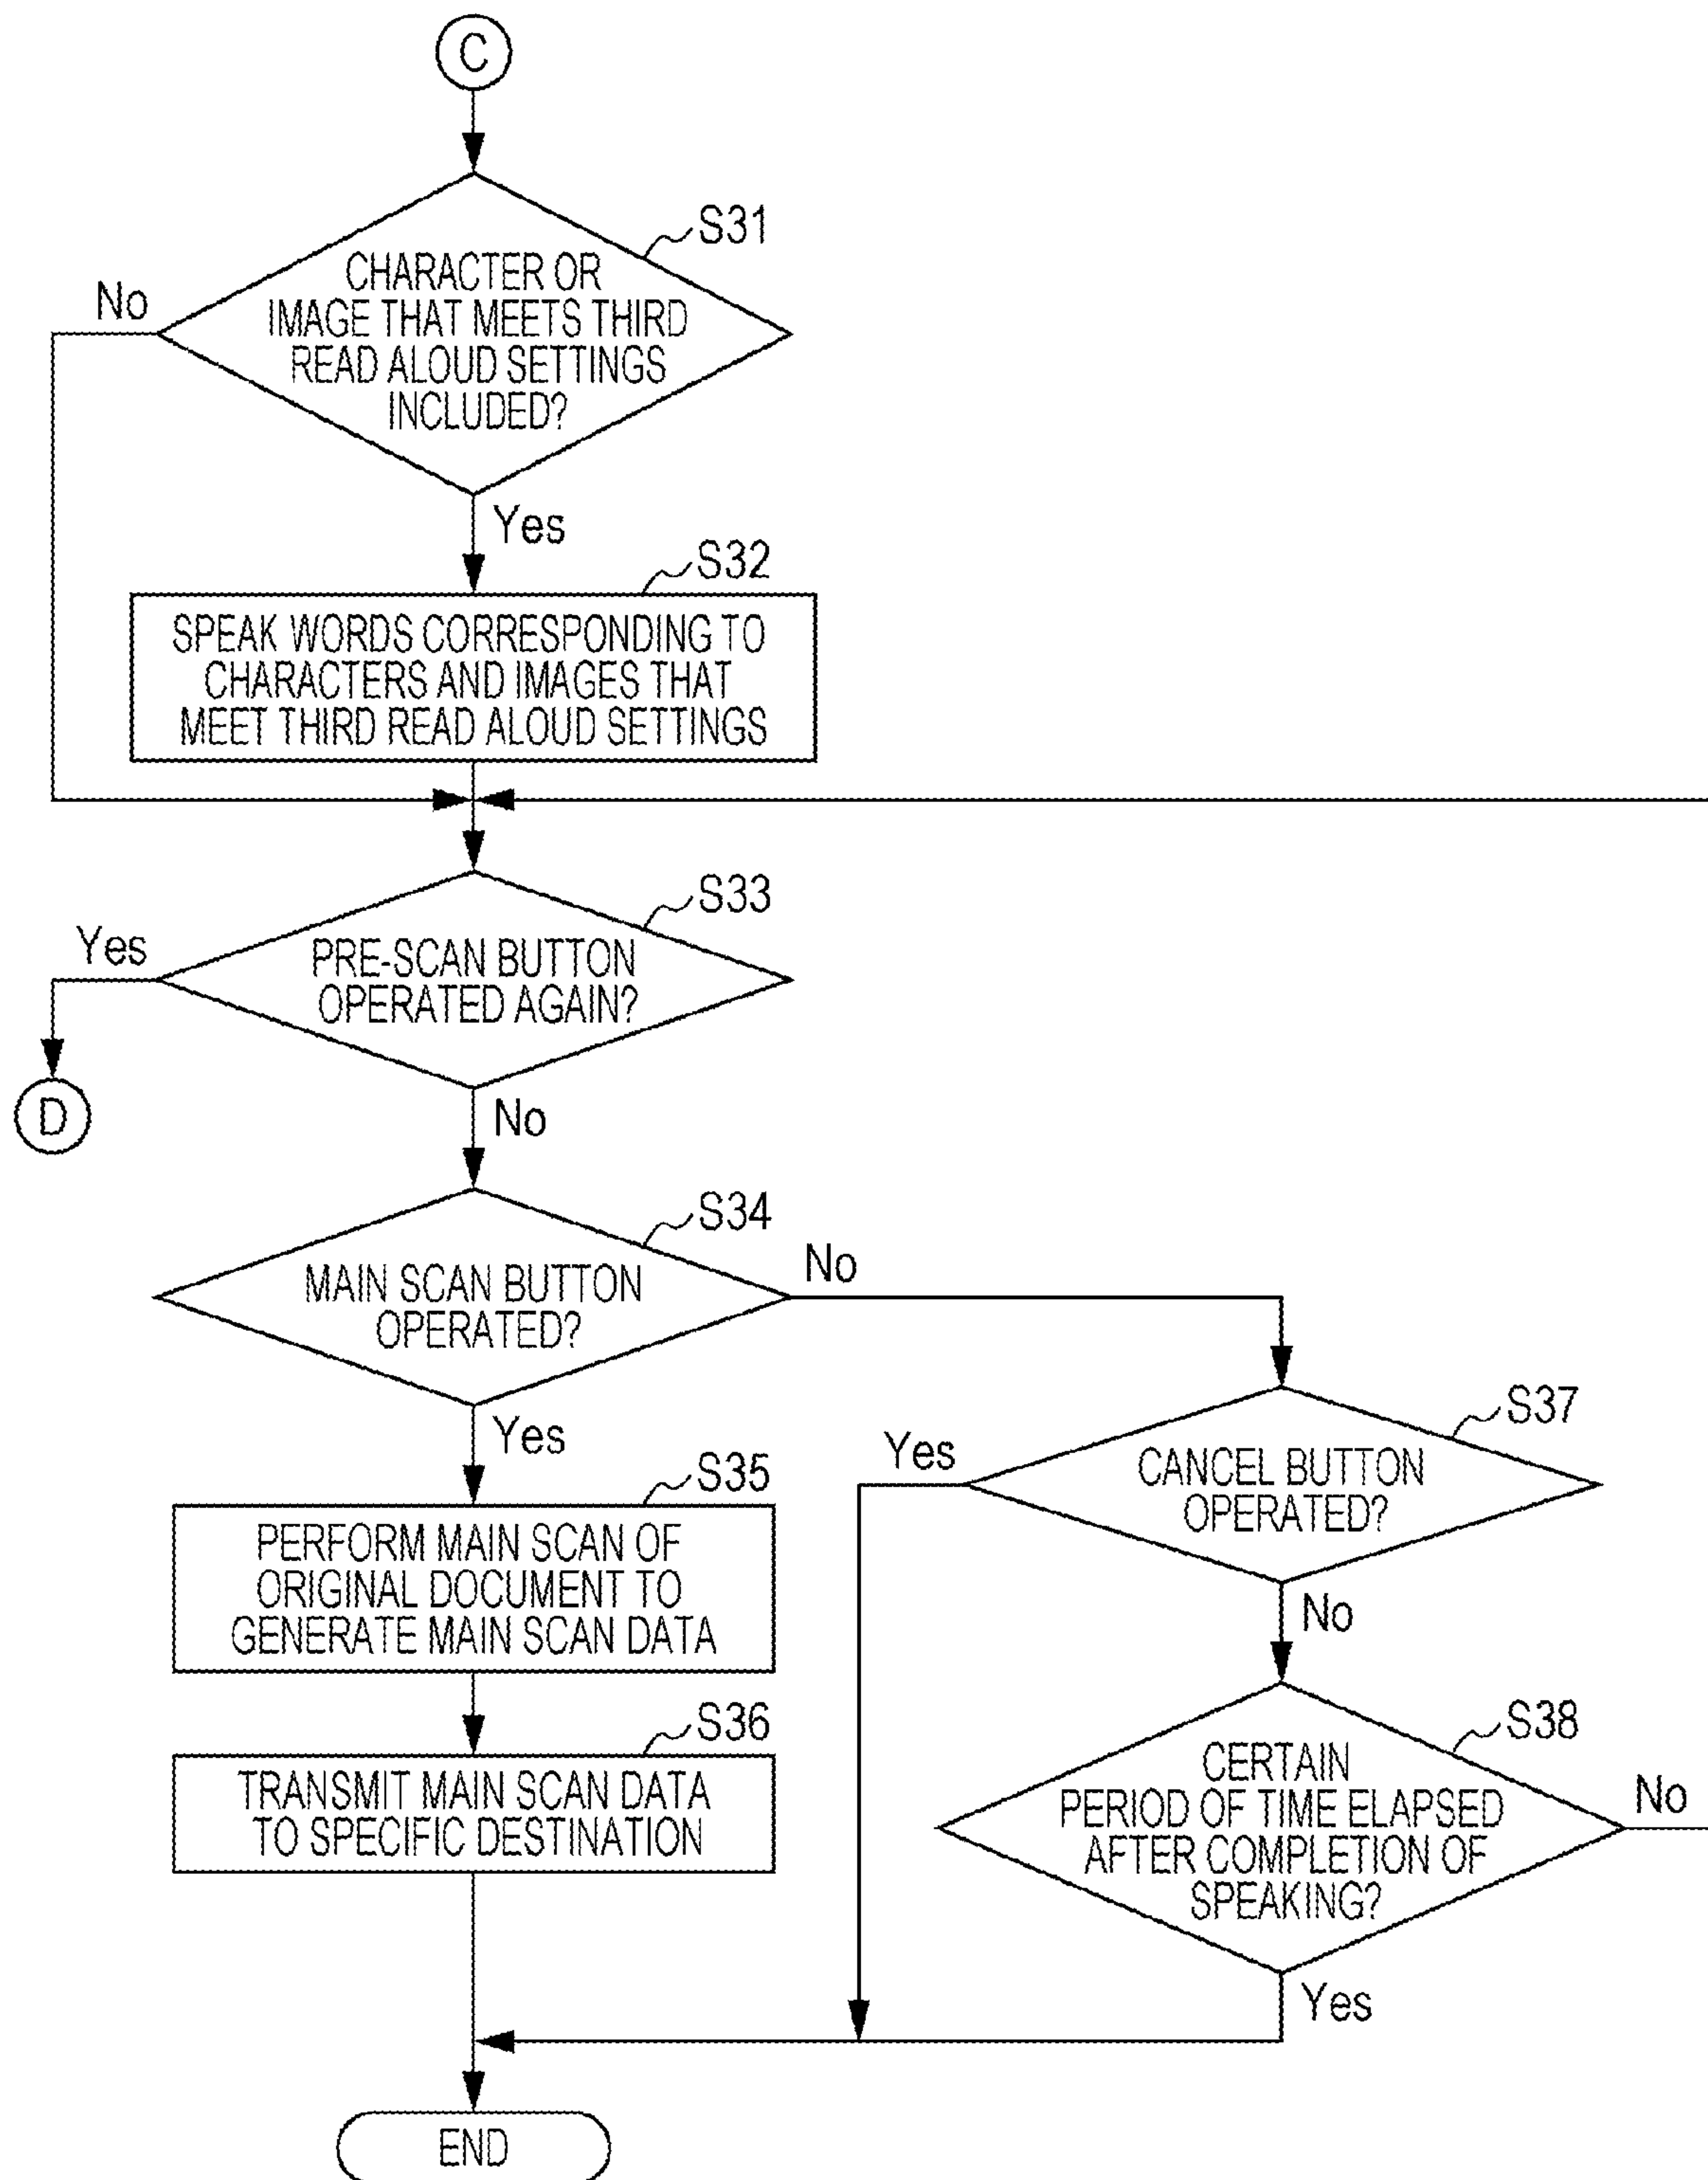 C
S31
CHARACTER OR
IMAGE THAT MEETS THIRD
READ ALOUD SETTINGS
INCLUDED?
No
Yes
S32
SPEAK WORDS CORRESPONDING TO
CHARACTERS AND IMAGES THAT
MEET THIRD READ ALOUD SETTINGS
S33
PRE-SCAN BUTTON
OPERATED AGAIN?
Yes
D
No
S34
MAIN SCAN BUTTON
OPERATED?
No
Yes
S35
PERFORM MAIN SCAN OF
ORIGINAL DOCUMENT TO
GENERATE MAIN SCAN DATA
S36
TRANSMIT MAIN SCAN DATA
TO SPECIFIC DESTINATION
S37
CANCEL BUTTON
OPERATED?
Yes
No
S38
CERTAIN
PERIOD OF TIME ELAPSED
AFTER COMPLETION OF
SPEAKING?
No
Yes
END